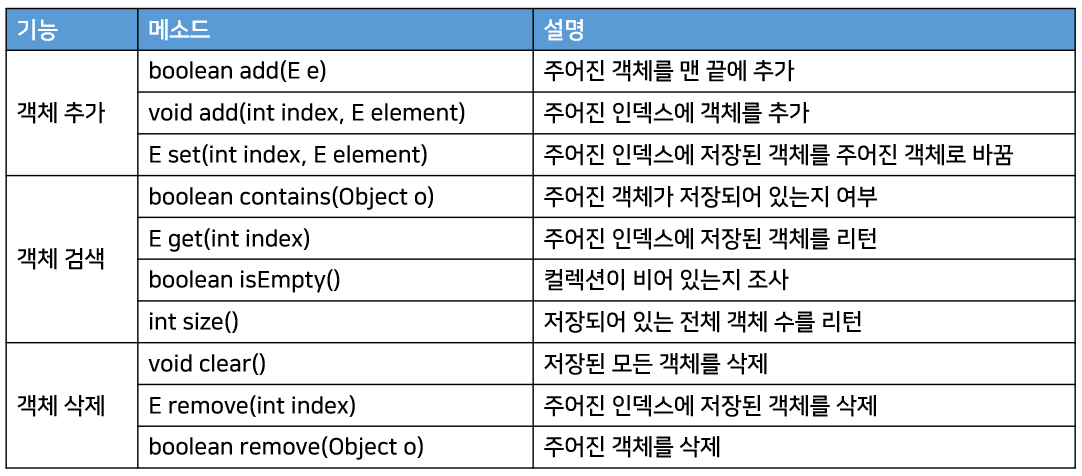 기능 메소드 설명
객체 추가 boolean add(E e) 주어진 객체를 맨 끝에 추가
void add(int index, E element) 주어진 인덱스에 객체를 추가
E set(int index, E element) 주어진 인덱스에 저장된 객체를 주어진 객체로 바꿈
객체 검색 boolean contains(Object o) 주어진 객체가 저장되어 있는지 여부
E get(int index) 주어진 인덱스에 저장된 객체를 리턴
boolean isEmpty() 컬렉션이 비어 있는지 조사
int size() 저장되어 있는 전체 객체 수를 리턴
객체 삭제 void clear() 저장된 모든 객체를 삭제
E remove(int index) 주어진 인덱스에 저장된 객체를 삭제
boolean remove(Object o) 주어진 객체를 삭제